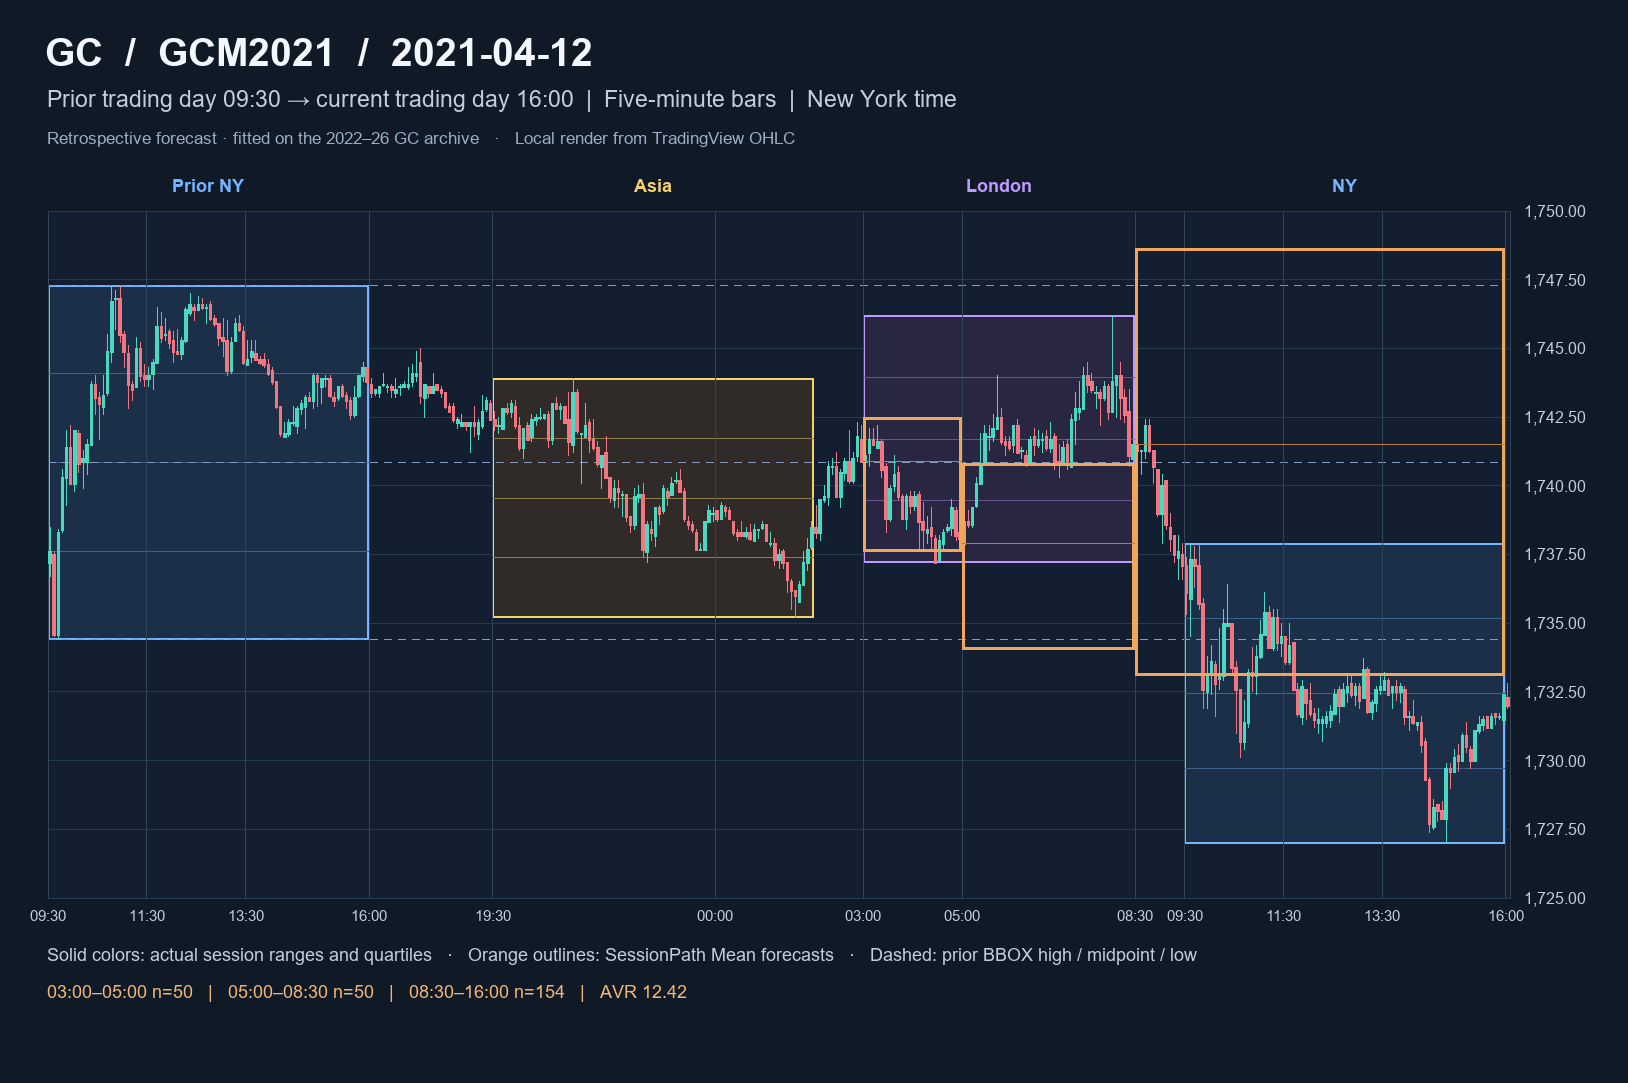 GC / GCM2021 / 2021-04-12
Prior trading day 09:30 → current trading day 16:00 | Five-minute bars | New York time
Retrospective forecast · fitted on the 2022–26 GC archive · Local render from TradingView OHLC
Prior NY Asia London NY
1,750.00
1,747.50
1,745.00
1,742.50
1,740.00
1,737.50
1,735.00
1,732.50
1,730.00
1,727.50
1,725.00
09:30 11:30 13:30 16:00 19:30 00:00 03:00 05:00 08:30 09:30 11:30 13:30 16:00
Solid colors: actual session ranges and quartiles · Orange outlines: SessionPath Mean forecasts · Dashed: prior BBOX high / midpoint / low
03:00–05:00 n=50 | 05:00–08:30 n=50 | 08:30–16:00 n=154 | AVR 12.42